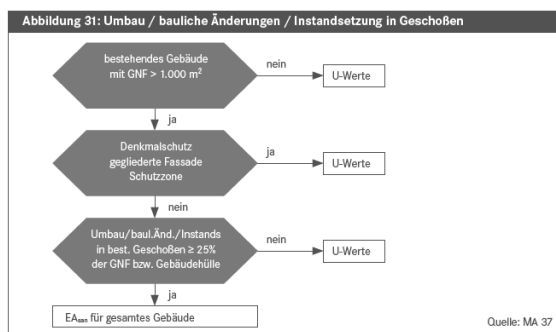 Abbildung 31: Umbau / bauliche Änderungen / Instandsetzung in Geschoßen
bestehendes Gebäude
mit GNF > 1.000 m²
nein
U-Werte
ja
Denkmalschutz
gegliederte Fassade
Schutzzone
ja
U-Werte
nein
Umbau/baul.Änd./Instands
in best. Geschoßen ≥ 25%
der GNF bzw. Gebäudehülle
nein
U-Werte
ja
EAsan für gesamtes Gebäude
Quelle: MA 37